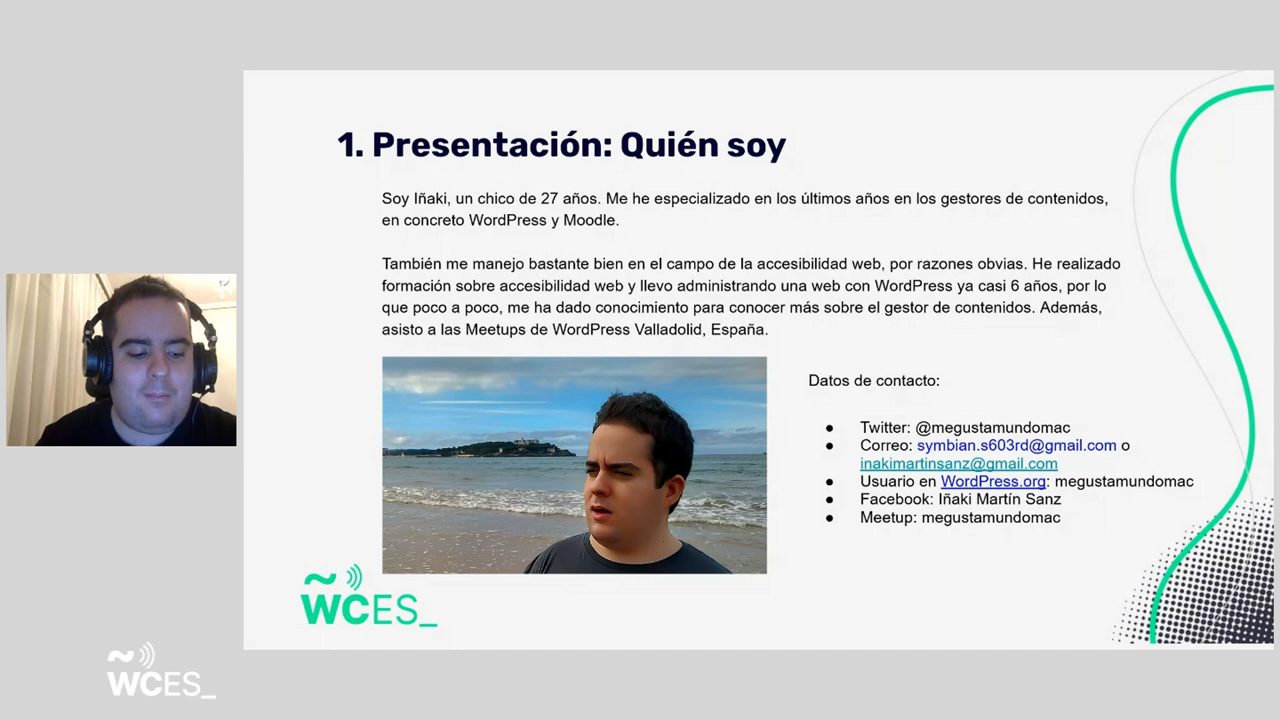 1. Presentación: Quién soy
Soy Iñaki, un chico de 27 años. Me he especializado en los últimos años en los gestores de contenidos,
en concreto WordPress y Moodle.
También me manejo bastante bien en el campo de la accesibilidad web, por razones obvias. He realizado
formación sobre accesibilidad web y llevo administrando una web con WordPress ya casi 6 años, por lo
que poco a poco, me ha dado conocimiento para conocer más sobre el gestor de contenidos. Además,
asisto a las Meetups de WordPress Valladolid, España.
Datos de contacto:
● Twitter: @megustamundomac
● Correo: symbian.s603rd@gmail.com o
inakimartinsanz@gmail.com
● Usuario en WordPress.org: megustamundomac
● Facebook: Iñaki Martín Sanz
● Meetup: megustamundomac
~
WCES_
~
WCES_